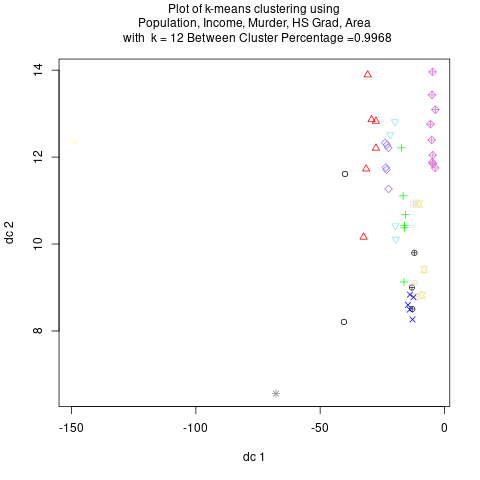 Plot of k-means clustering using
Population, Income, Murder, HS Grad, Area
with k = 12 Between Cluster Percentage =0.9968
14
12
10
8
dc 2
-150
-100
-50
0
dc 1